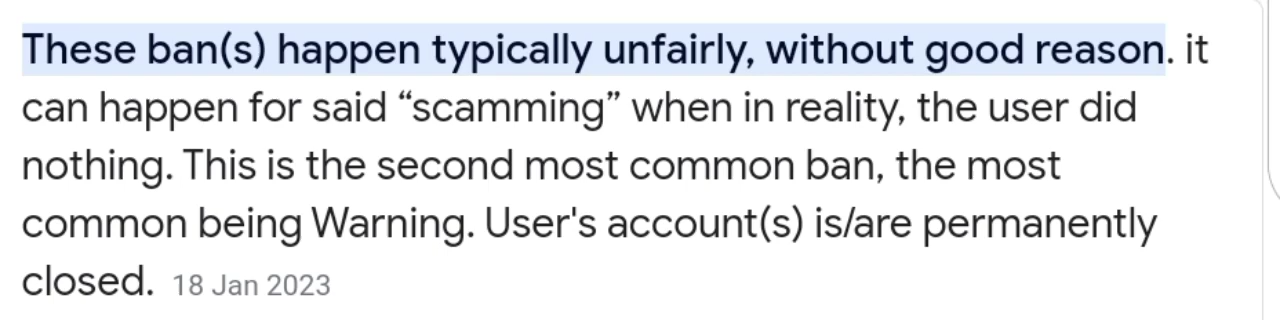 These ban(s) happen typically unfairly, without good reason. it
can happen for said “scamming” when in reality, the user did
nothing. This is the second most common ban, the most
common being Warning. User's account(s) is/are permanently
closed. 18 Jan 2023